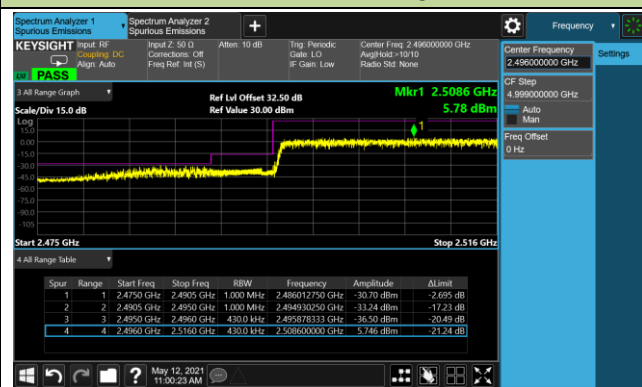 Spectrum Analyzer 1
Spurious Emissions
Spectrum Analyzer 2
Spurious Emissions
+
Frequency
KEYSIGHT
Input: RF
Coupling: DC
Align: Auto
Input Z: 50 Ω
Corrections: Off
Freq Ref: Int (S)
Atten: 10 dB
Trig: Periodic
Gate: LO
IF Gain: Low
Center Freq: 2.496000000 GHz
Avg|Hold:>10/10
Radio Std: None
PASS
Center Frequency
2.496000000 GHz
Settings
CF Step
4.999000000 GHz
Auto
Man
Freq Offset
0 Hz
3 All Range Graph
Scale/Div 15.0 dB
Ref Lvl Offset 32.50 dB
Ref Value 30.00 dBm
Mkr1 2.5086 GHz
5.78 dBm
Log
15.0
0.00
-15.0
-30.0
-45.0
-60.0
-75.0
-90.0
-105
1
Start 2.475 GHz
Stop 2.516 GHz
4 All Range Table
Spur Range Start Freq Stop Freq RBW Frequency Amplitude ΔLimit
1 1 2.4750 GHz 2.4905 GHz 1.000 MHz 2.486012750 GHz -30.70 dBm -2.695 dB
2 2 2.4905 GHz 2.4950 GHz 1.000 MHz 2.494930250 GHz -33.24 dBm -17.23 dB
3 3 2.4950 GHz 2.4960 GHz 430.0 kHz 2.495878333 GHz -36.50 dBm -20.49 dB
4 4 2.4960 GHz 2.5160 GHz 430.0 kHz 2.508600000 GHz 5.746 dBm -21.24 dB
?
May 12, 2021
11:00:23 AM